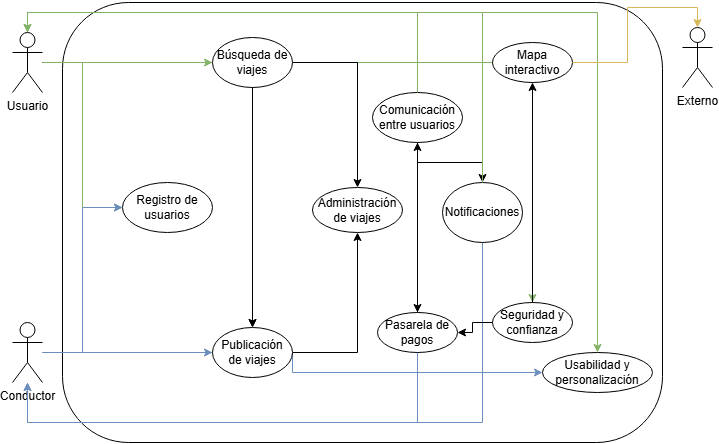 Búsqueda de
viajes
Mapa
interactivo
Usuario
Externo
Comunicación
entre usuarios
Registro de
usuarios
Administración
de viajes
Notificaciones
Pasarela de
pagos
Seguridad y
confianza
Publicación
de viajes
Usabilidad y
personalización
Conductor